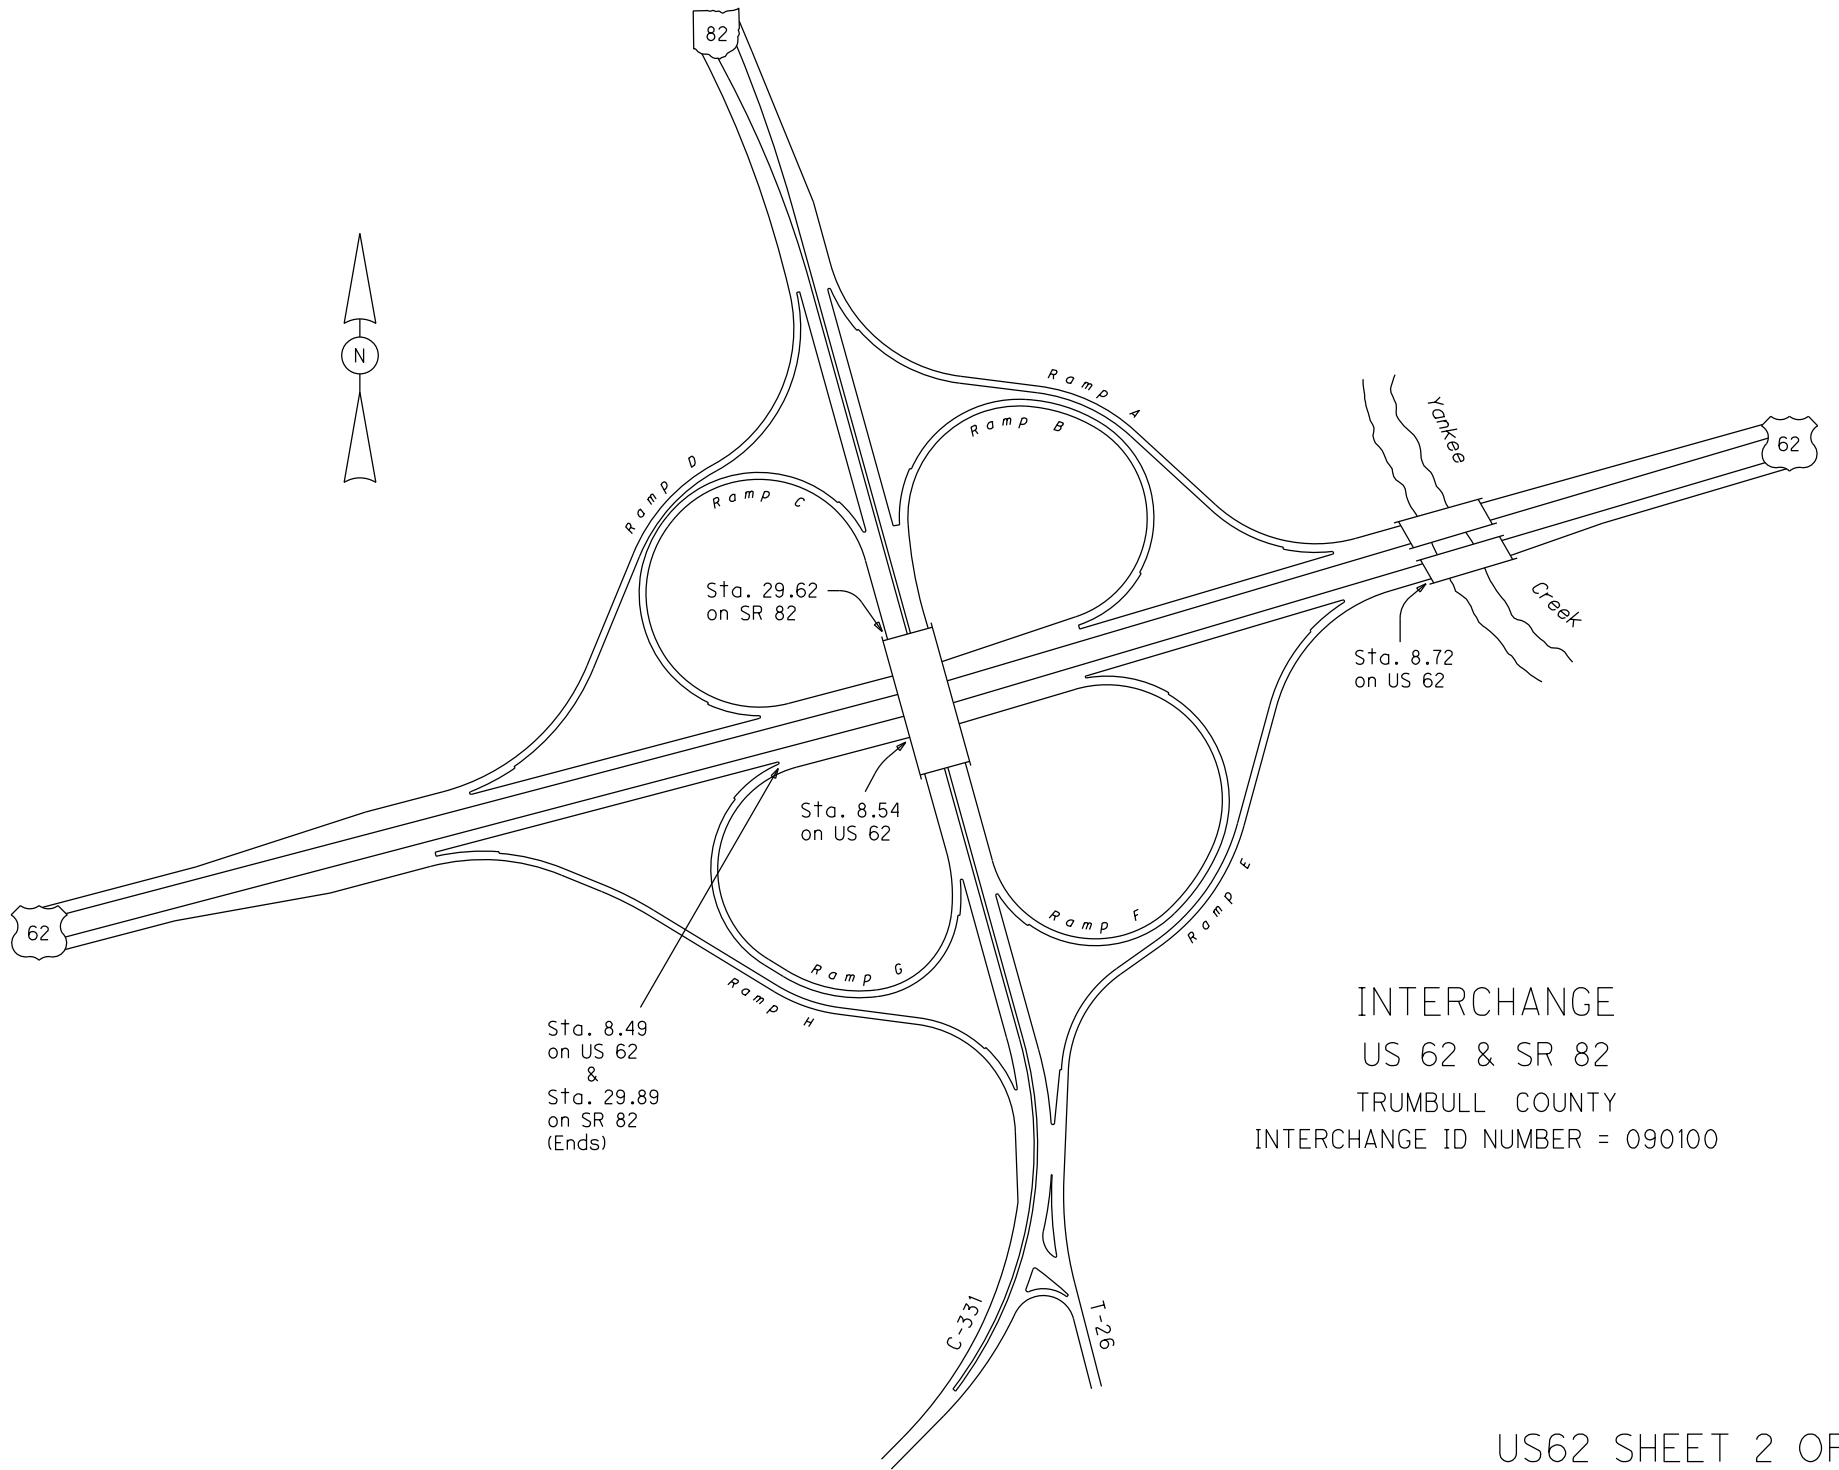 82
N
Ramp A
Ramp B
Yankee
62
Ramp D
Ramp C
Sta. 29.62
on SR 82
Creek
Sta. 8.72
on US 62
Sta. 8.54
on US 62
Ramp E
Ramp F
62
Ramp G
Ramp H
Sta. 8.49
on US 62
&
Sta. 29.89
on SR 82
(Ends)
INTERCHANGE
US 62 & SR 82
TRUMBULL COUNTY
INTERCHANGE ID NUMBER = 090100
C-331
T-26
US62 SHEET 2 OF